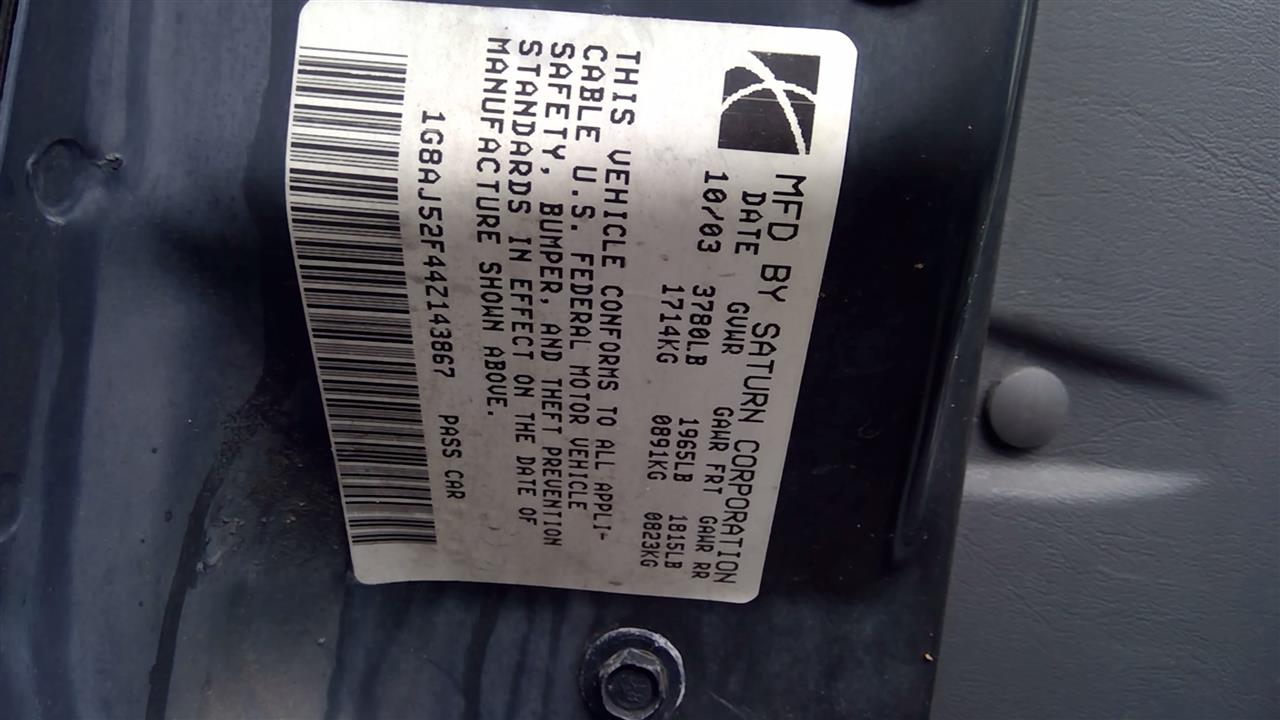 MFD BY SATURN CORPORATION
DATE GVWR GAWR FRT GAWR RR
10/03 3780LB 1965LB 1815LB
1714KG 0891KG 0823KG
THIS VEHICLE CONFORMS TO ALL APPLI-
CABLE U.S. FEDERAL MOTOR VEHICLE
SAFETY, BUMPER, AND THEFT PREVENTION
STANDARDS IN EFFECT ON THE DATE OF
MANUFACTURE SHOWN ABOVE.
1G8AJ52F44Z143867 PASS CAR